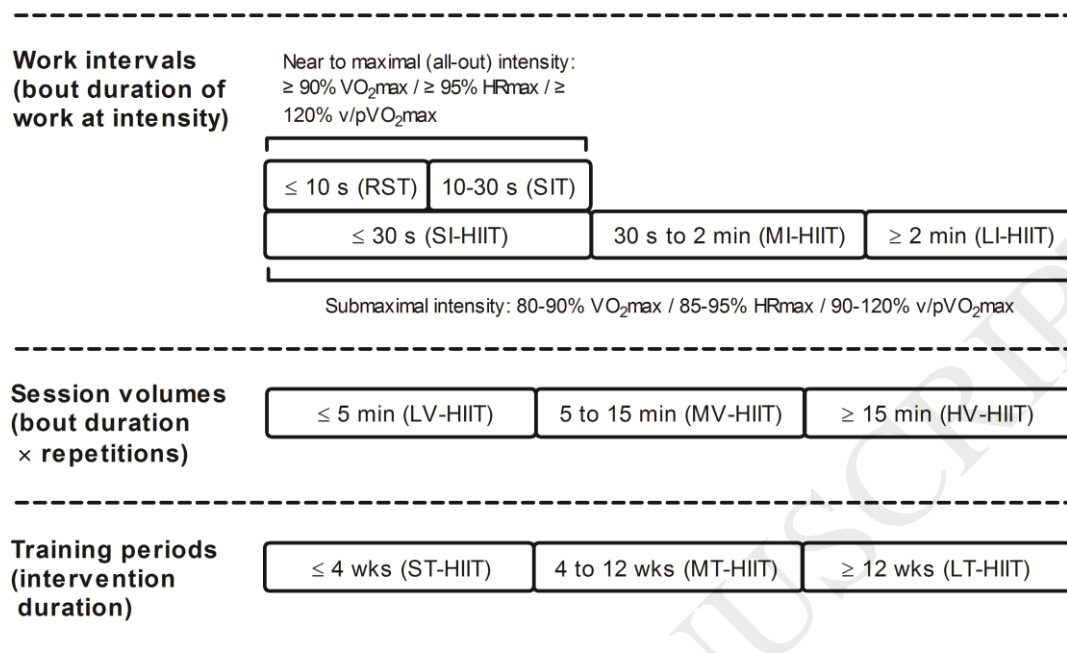 Work intervals
(bout duration of
work at intensity)
Near to maximal (all-out) intensity:
≥ 90% VO₂max / ≥ 95% HRmax / ≥
120% v/pVO₂max
≤ 10 s (RST)
10-30 s (SIT)
≤ 30 s (SI-HIIT)
30 s to 2 min (MI-HIIT)
≥ 2 min (LI-HIIT)
Submaximal intensity: 80-90% VO₂max / 85-95% HRmax / 90-120% v/pVO₂max
Session volumes
(bout duration
× repetitions)
≤ 5 min (LV-HIIT)
5 to 15 min (MV-HIIT)
≥ 15 min (HV-HIIT)
Training periods
(intervention
duration)
≤ 4 wks (ST-HIIT)
4 to 12 wks (MT-HIIT)
≥ 12 wks (LT-HIIT)
NUSCRIP